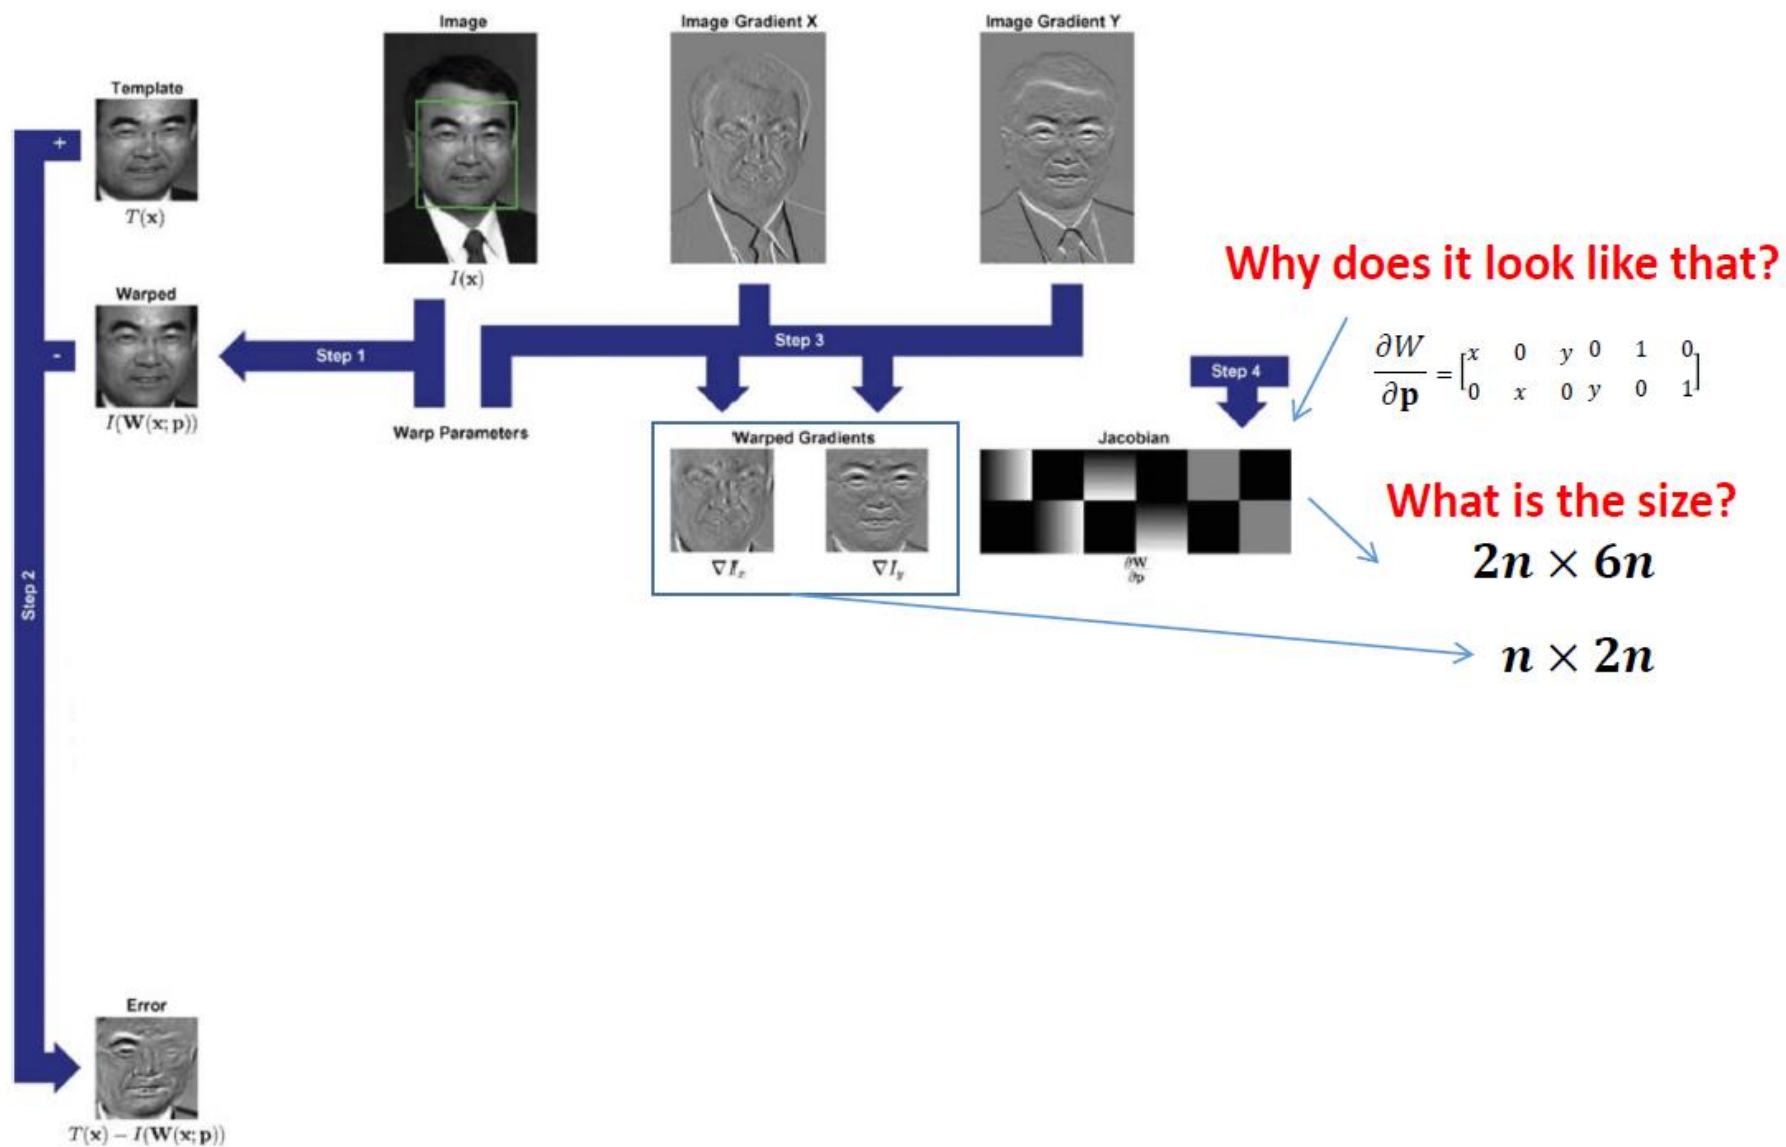 Image
Image Gradient X
Image Gradient Y
Template
+
T(x)
I(x)
Why does it look like that?
Warped
-
Step 1
Step 3
Step 4
∂W/∂p = [x 0 y 0 1 0
0 x 0 y 0 1]
I(W(x; p))
Warp Parameters
Warped Gradients
Jacobian
What is the size?
2n × 6n
∇I_x
∇I_y
∂W
∂p
Step 2
n × 2n
Error
T(x) − I(W(x; p))